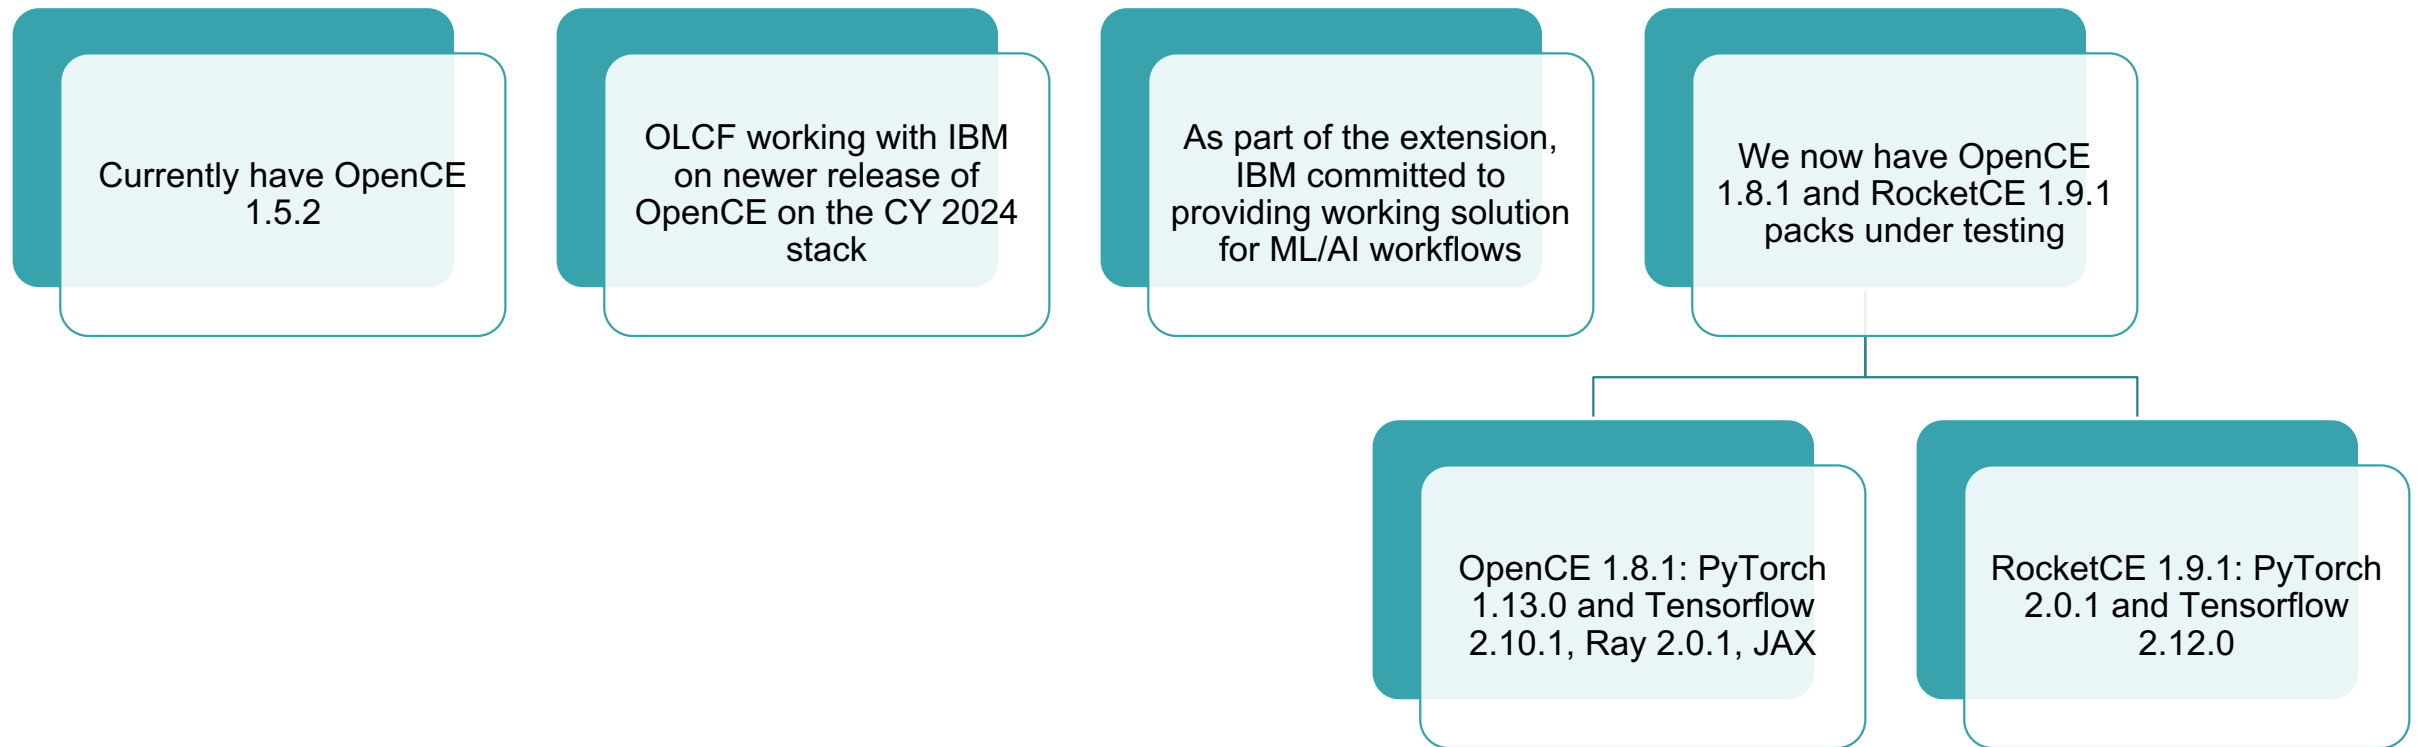 Currently have OpenCE
1.5.2
OLCF working with IBM
on newer release of
OpenCE on the CY 2024
stack
As part of the extension,
IBM committed to
providing working solution
for ML/AI workflows
We now have OpenCE
1.8.1 and RocketCE 1.9.1
packs under testing
OpenCE 1.8.1: PyTorch
1.13.0 and Tensorflow
2.10.1, Ray 2.0.1, JAX
RocketCE 1.9.1: PyTorch
2.0.1 and Tensorflow
2.12.0